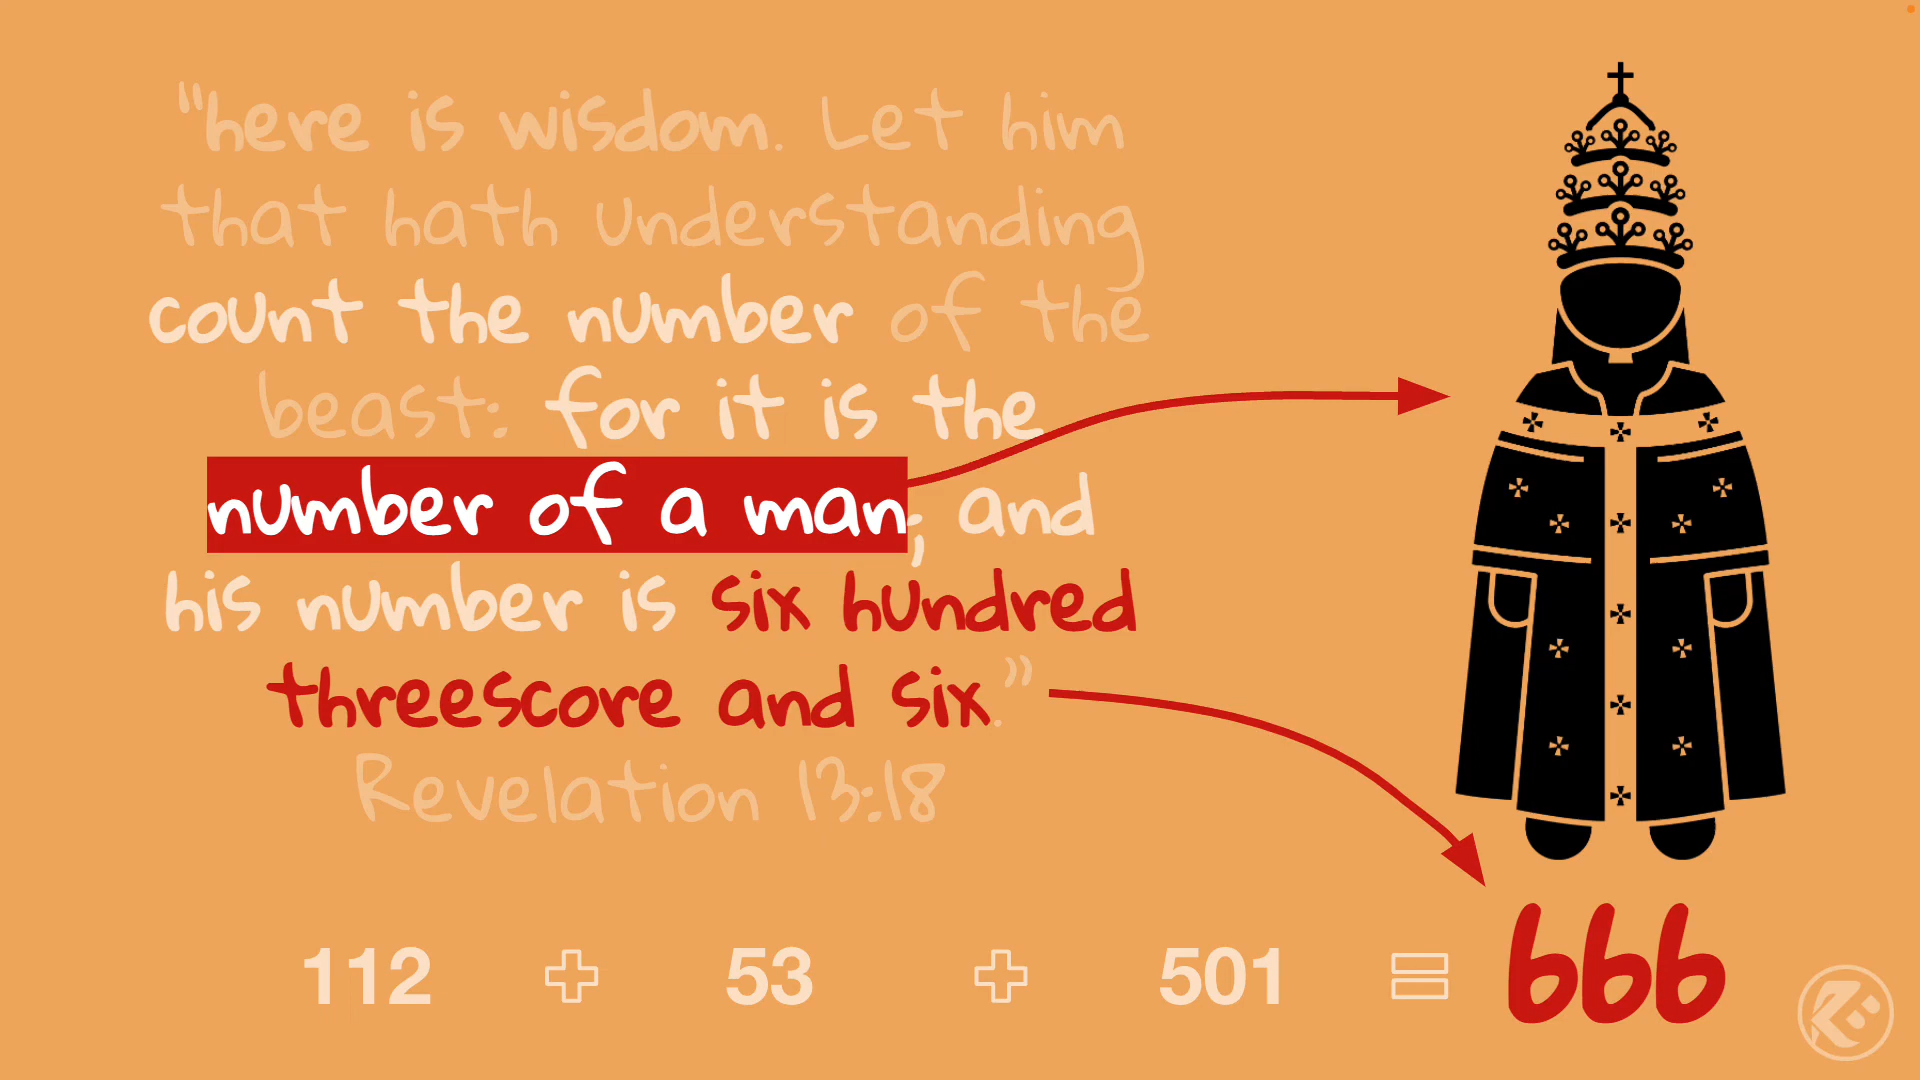 "here is wisdom. Let him
that hath understanding
count the number of the
beast: for it is the
number of a man; and
his number is six hundred
threescore and six."
Revelation 13:18
112 + 53 + 501 = 666